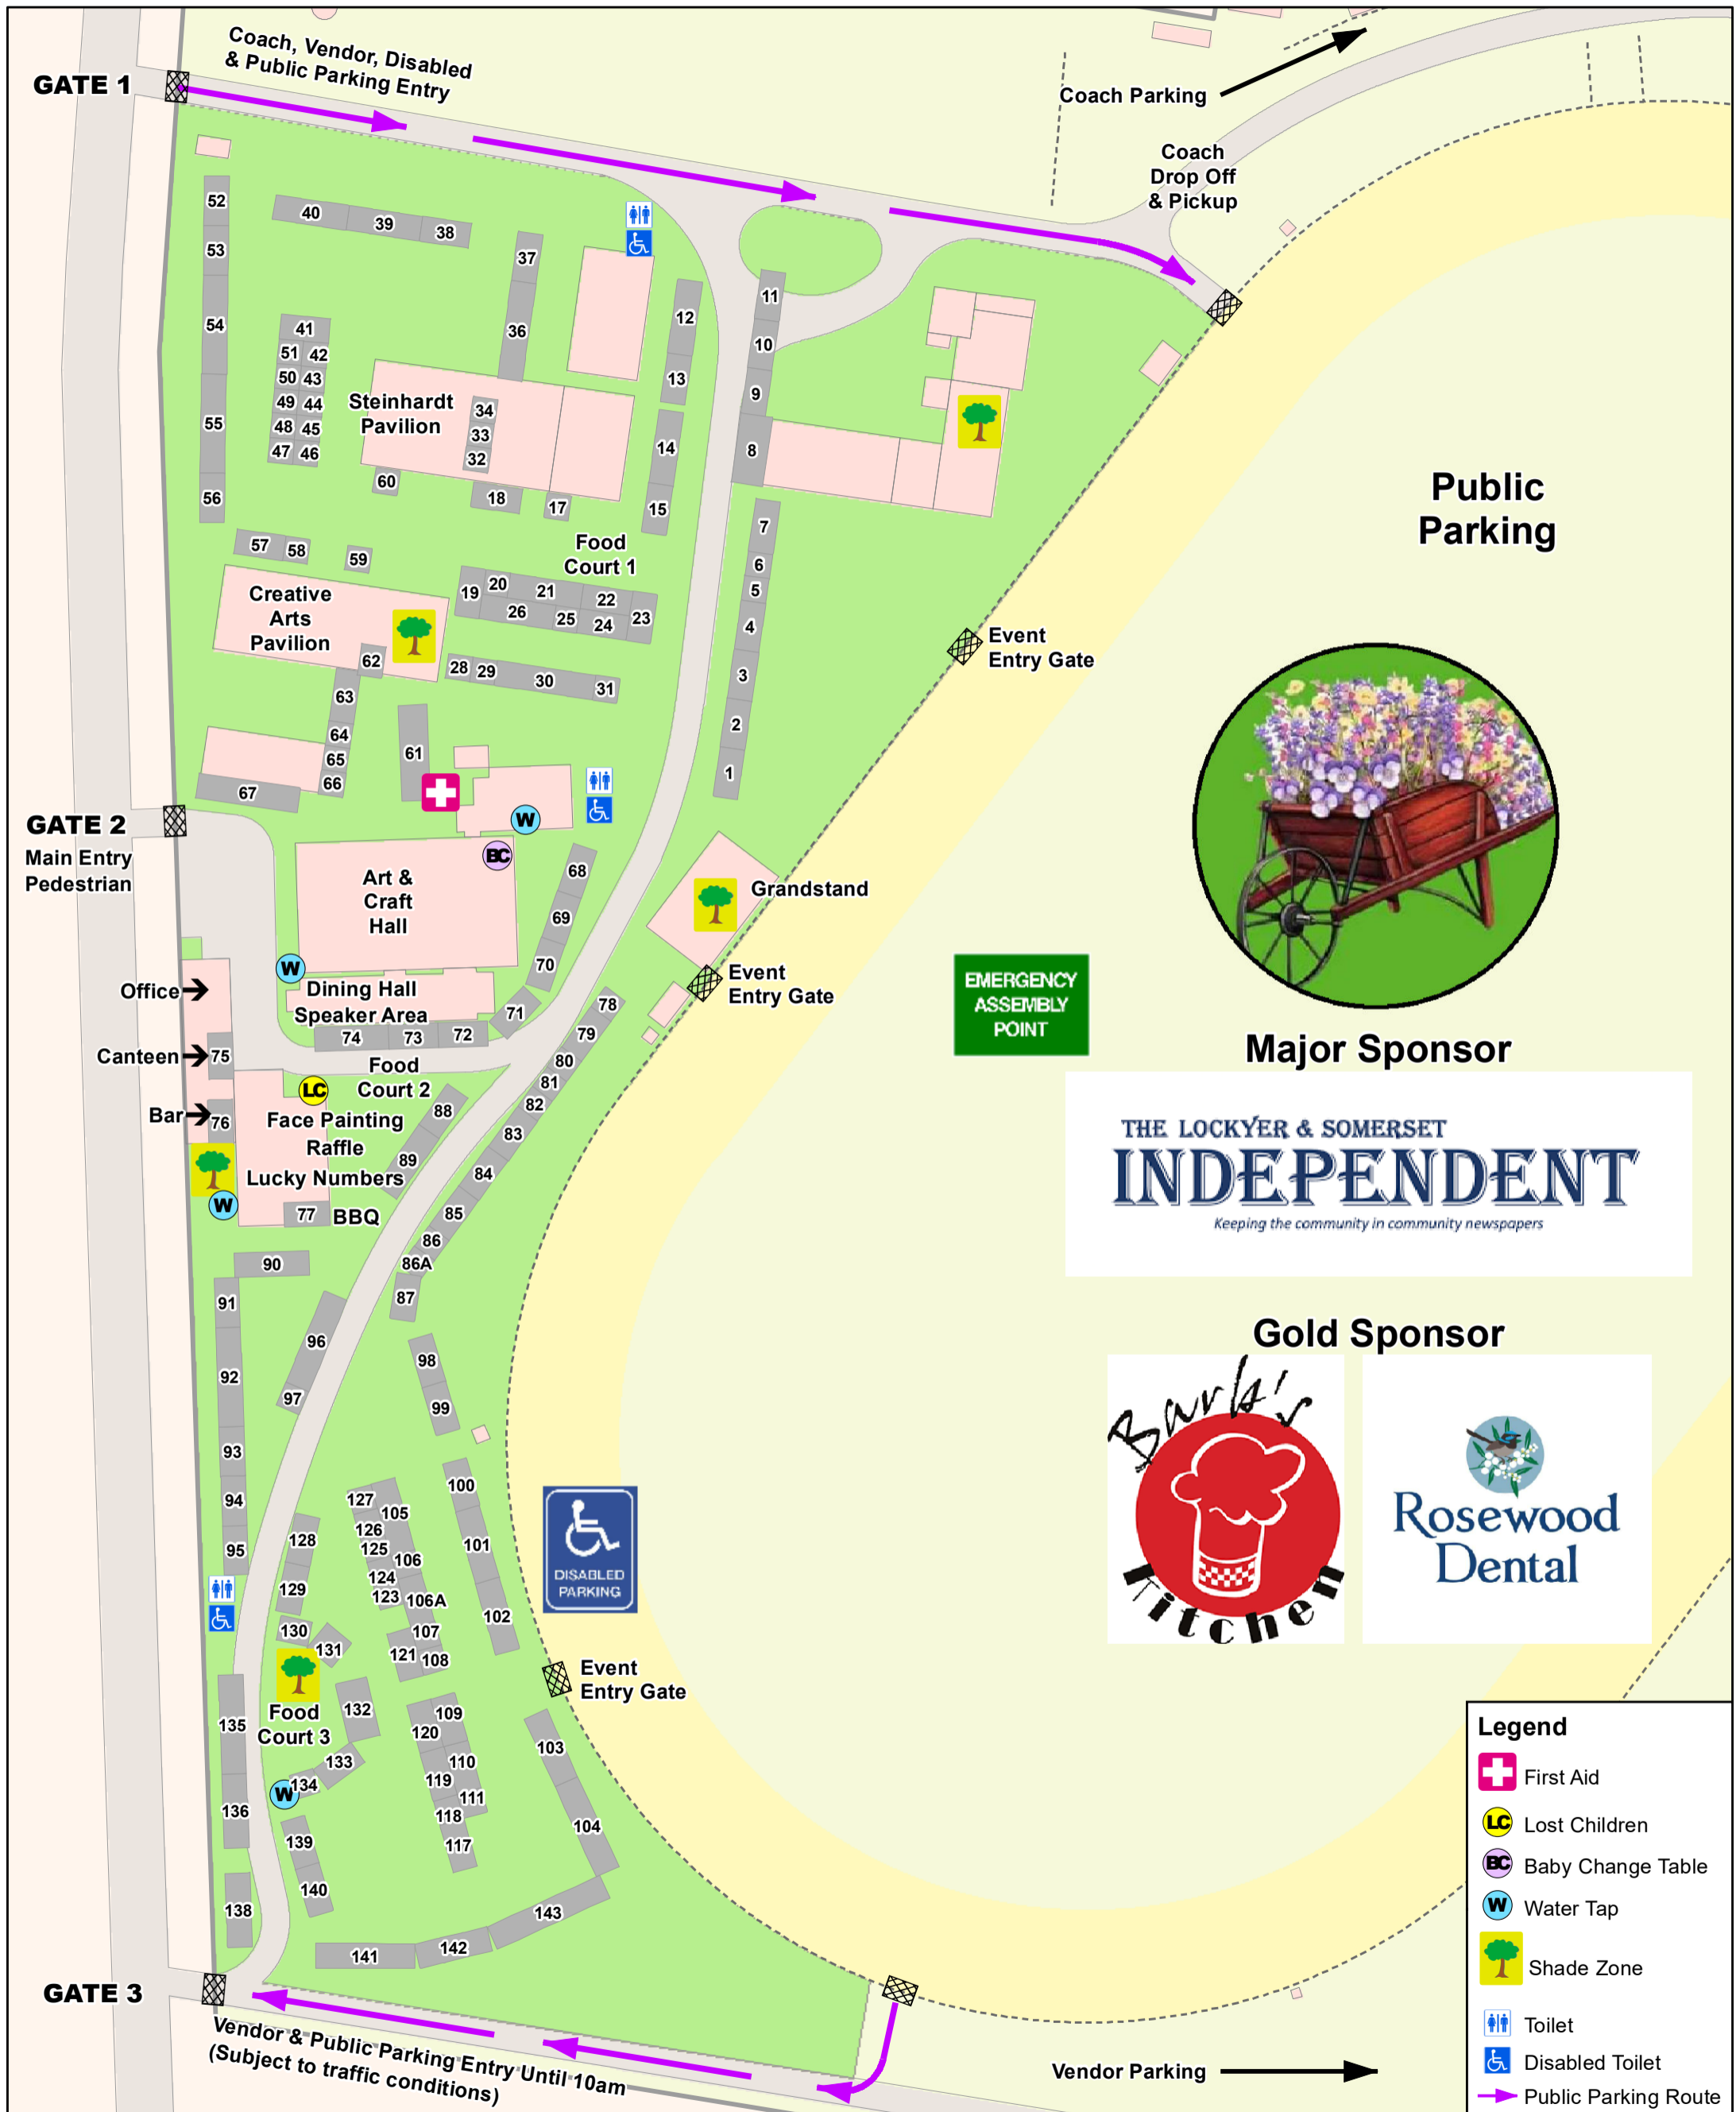 Coach, Vendor, Disabled
& Public Parking Entry
GATE 1
Coach Parking
Coach
Drop Off
& Pickup
52
53
54
55
56
40
39
38
37
36
41
51
42
50
43
49
44
48
45
47
46
11
10
9
8
12
13
14
15
Steinhardt
Pavilion
34
33
32
60
18
17
7
6
5
4
3
2
1
Public
Parking
57
58
59
Food
Court 1
Creative
Arts
Pavilion
19
20
21
22
23
26
25
24
62
28
29
30
31
Event
Entry Gate
63
64
65
66
61
67
W
GATE 2
Main Entry
Pedestrian
BC
Art &
Craft
Hall
68
69
70
71
Grandstand
Event
Entry Gate
EMERGENCY
ASSEMBLY
POINT
W
Office
Dining Hall
Speaker Area
74
73
72
Canteen
75
Food
Court 2
LC
Bar
76
Face Painting
Raffle
Lucky Numbers
W
77
BBQ
78
79
80
81
82
83
84
85
86
86A
87
88
89
Major Sponsor
THE LOCKYER & SOMERSET
INDEPENDENT
Keeping the community in community newspapers
Gold Sponsor
Barb's
Kitchen
Rosewood
Dental
90
91
92
93
94
95
96
97
98
99
100
101
102
127
105
126
125
106
124
123
106A
107
121
108
128
129
130
131
DISABLED
PARKING
Event
Entry Gate
132
Food
Court 3
133
134
W
135
136
138
139
140
109
120
110
119
111
118
117
103
104
141
142
143
GATE 3
Vendor & Public Parking Entry Until 10am
(Subject to traffic conditions)
Vendor Parking
Legend
First Aid
LC Lost Children
BC Baby Change Table
W Water Tap
Shade Zone
Toilet
Disabled Toilet
Public Parking Route